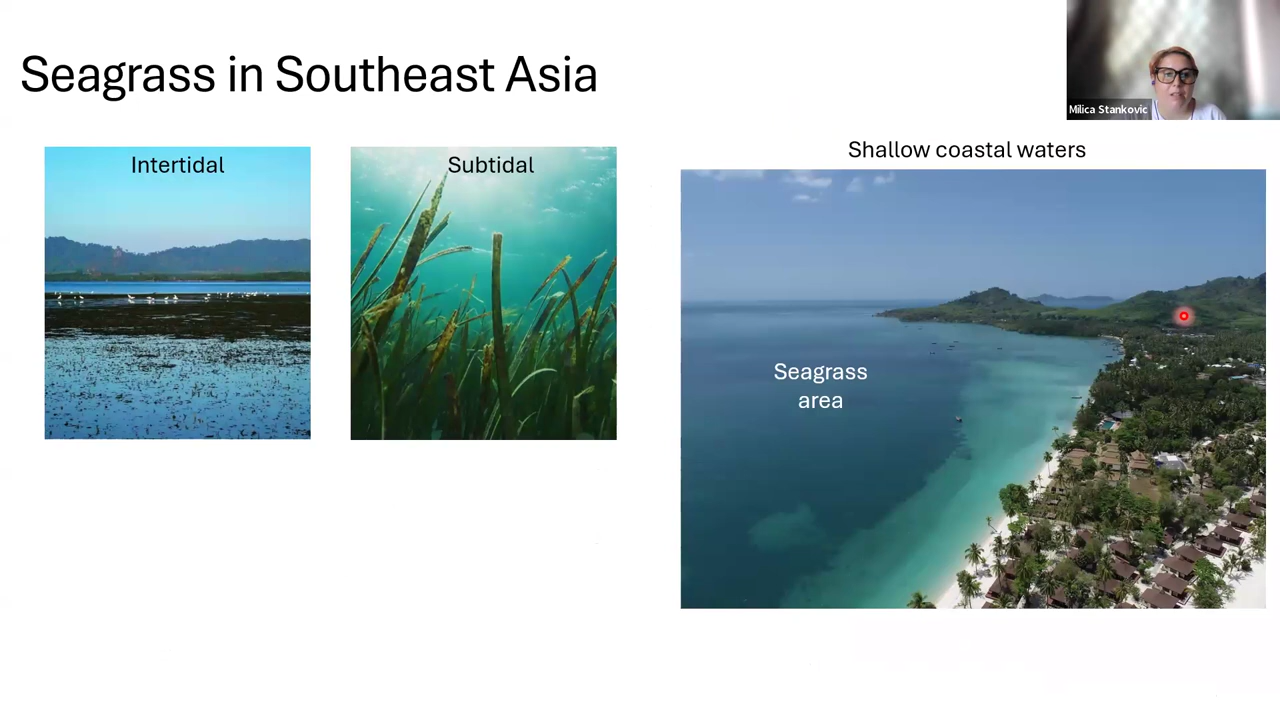 Seagrass in Southeast Asia
Milica Stankovic
Intertidal
Subtidal
Shallow coastal waters
Seagrass
area